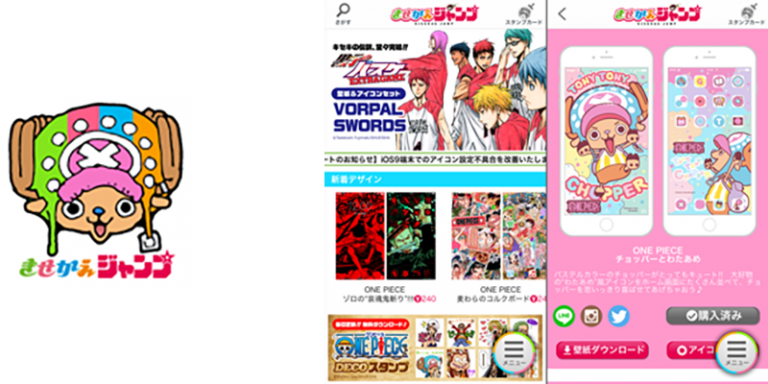 きせかえジャンプ
さがす
きせかえジャンプ
KISEKAE JUMP
スタンプカード
キセキの伝説、堂々完結!!
黒子のバスケ
EXTRA GAME
壁紙&アイコンセット
VORPAL
SWORDS
ートのお知らせ】iOS9端末でのアイコン設定不具合を改善いたしま
新着デザイン
ONE PIECE
ゾロの"哀魂鬼斬り"!!!
¥240
ONE PIECE
麦わらのコルクボード
¥24
毎日更新!! 無料ダウンロード!!
ONE PIECE
DECOスタンプ
メニュー
きせかえジャンプ
KISEKAE JUMP
スタンプカード
TONY TONY
CHOPPER
ONE PIECE
チョッパーとわたあめ
パステルカラーのチョッパーがとってもキュート!! 大好物
の"わたあめ"風アイコンをホーム画面にたくさん並べて、チョ
ッパーを思いっきり喜ばせてあげちゃおう♪
LINE
購入済み
壁紙ダウンロード
アイコ
メニュー